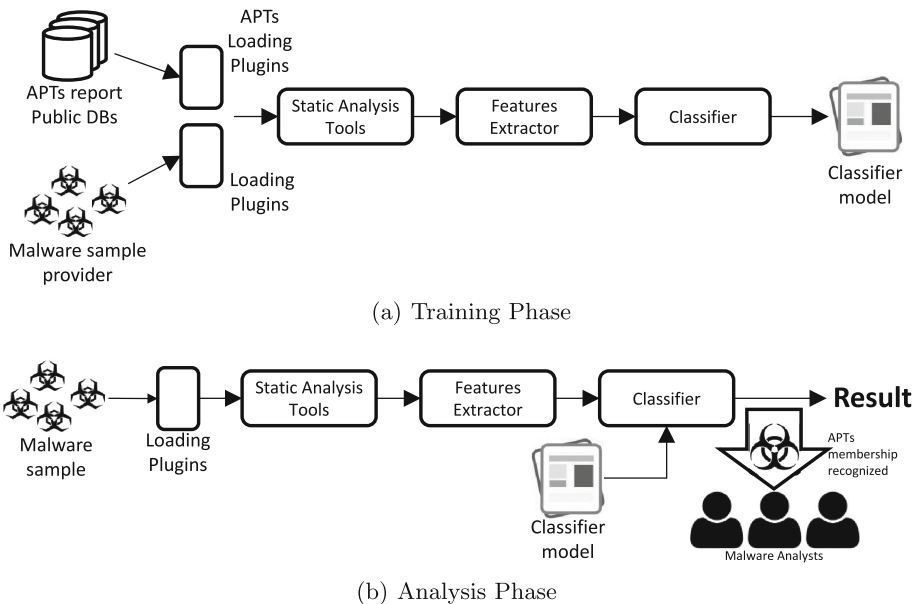 APTs
Loading
Plugins
APTs report
Public DBs
Static Analysis
Tools
Features
Extractor
Classifier
Loading
Plugins
Classifier
model
Malware sample
provider
(a) Training Phase
Static Analysis
Tools
Features
Extractor
Classifier
Result
Malware
sample
Loading
Plugins
APTs
membership
recognized
Classifier
model
Malware Analysts
(b) Analysis Phase